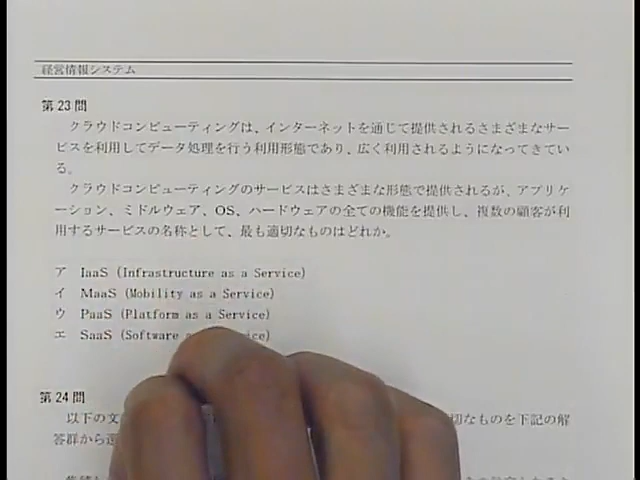 経営情報システム
第23問
クラウドコンピューティングは、インターネットを通じて提供されるさまざまなサー
ビスを利用してデータ処理を行う利用形態であり、広く利用されるようになってきてい
る。
クラウドコンピューティングのサービスはさまざまな形態で提供されるが、アプリケ
ーション、ミドルウェア、OS、ハードウェアの全ての機能を提供し、複数の顧客が利
用するサービスの名称として、最も適切なものはどれか。
ア IaaS (Infrastructure as a Service)
イ MaaS (Mobility as a Service)
ウ PaaS (Platform as a Service)
エ SaaS (Software
第24問
以下の文 切なものを下記の解
答群から